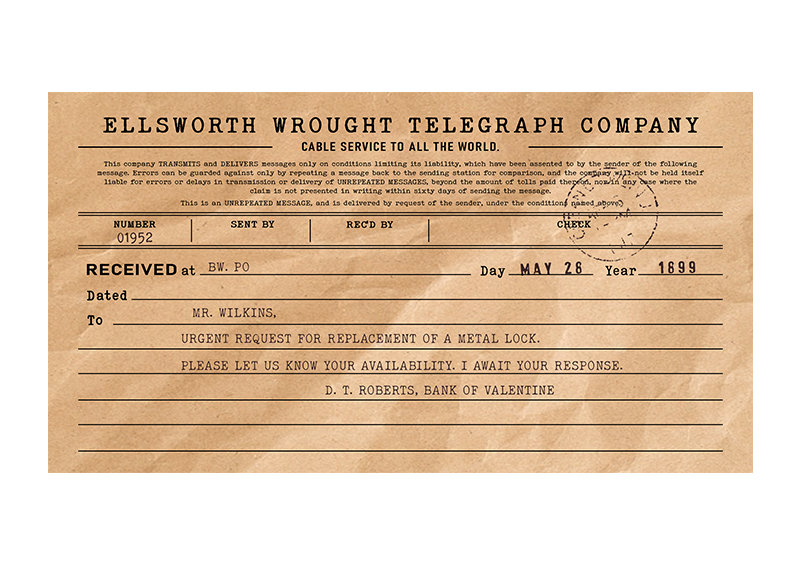 ELLSWORTH WROUGHT TELEGRAPH COMPANY
CABLE SERVICE TO ALL THE WORLD.
This company TRANSMITS and DELIVERS messages only on conditions limiting its liability, which have been assented to by the sender of the following
message. Errors can be guarded against only by repeating a message back to the sending station for comparison, and the company will not be held itself
liable for errors or delays in transmission or delivery of UNREPEATED MESSAGES, beyond the amount of tolls paid thereon, now in any case where the
claim is not presented in writing within sixty days of sending the message.
This is an UNREPEATED MESSAGE, and is delivered by request of the sender, under the conditions named above.
NUMBER SENT BY REC'D BY CHECK
01952
RECEIVED at BW. PO Day MAY 28 Year 1899
Dated
To MR. WILKINS,
URGENT REQUEST FOR REPLACEMENT OF A METAL LOCK.
PLEASE LET US KNOW YOUR AVAILABILITY. I AWAIT YOUR RESPONSE.
D. T. ROBERTS, BANK OF VALENTINE